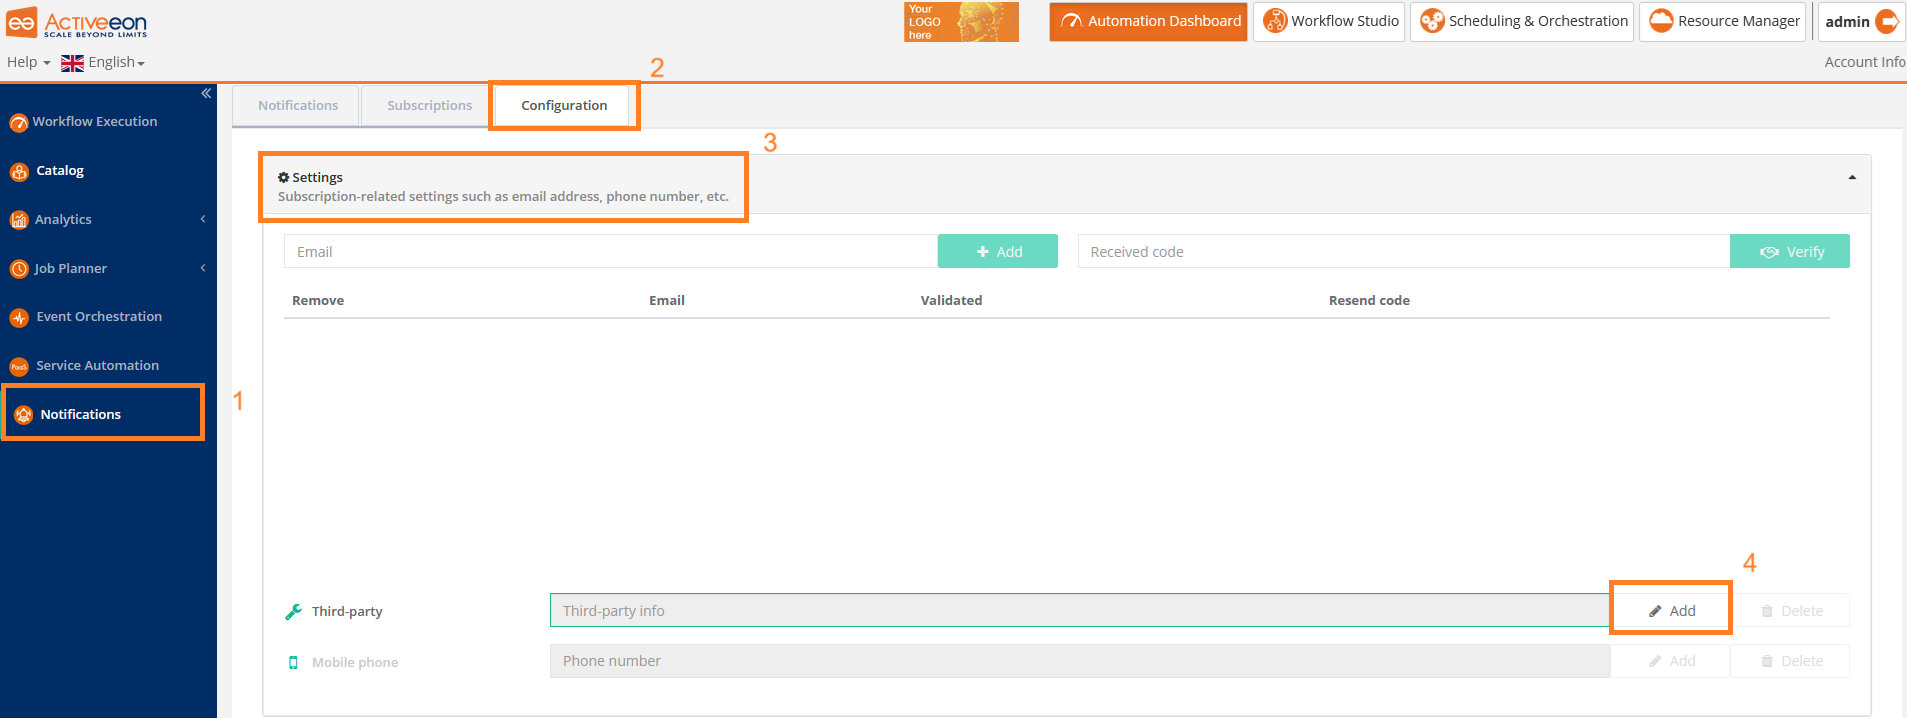 Activeeon
SCALE BEYOND LIMITS
Your
LOGO
here
Automation Dashboard
Workflow Studio
Scheduling & Orchestration
Resource Manager
admin
Help
English
Account Info
2
Notifications
Subscriptions
Configuration
Workflow Execution
Catalog
Analytics
Job Planner
Event Orchestration
PaaS
Service Automation
Notifications
1
3
Settings
Subscription-related settings such as email address, phone number, etc.
Email
Add
Received code
Verify
Remove
Email
Validated
Resend code
4
Third-party
Third-party info
Add
Delete
Mobile phone
Phone number
Add
Delete